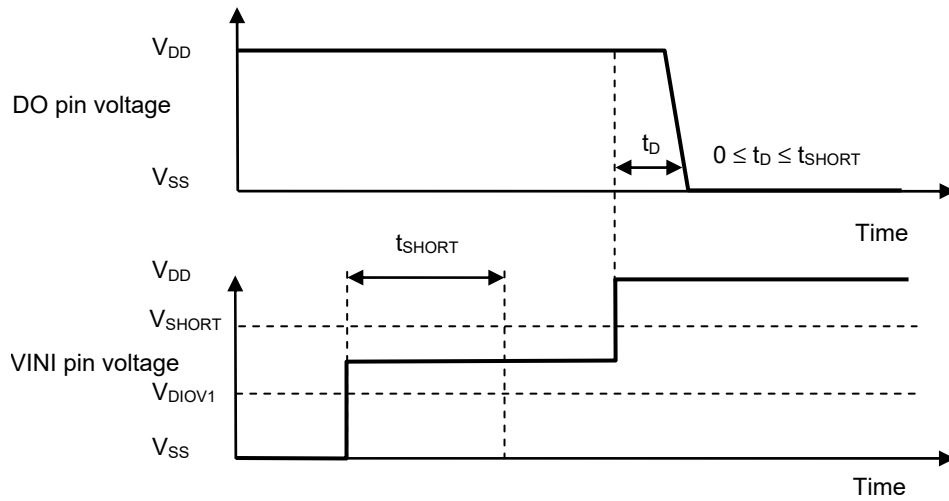 VDD
DO pin voltage
VSS
tD
0 ≤ tD ≤ tSHORT
Time
tSHORT
VDD
VSHORT
VINI pin voltage
VDIOV1
VSS
Time